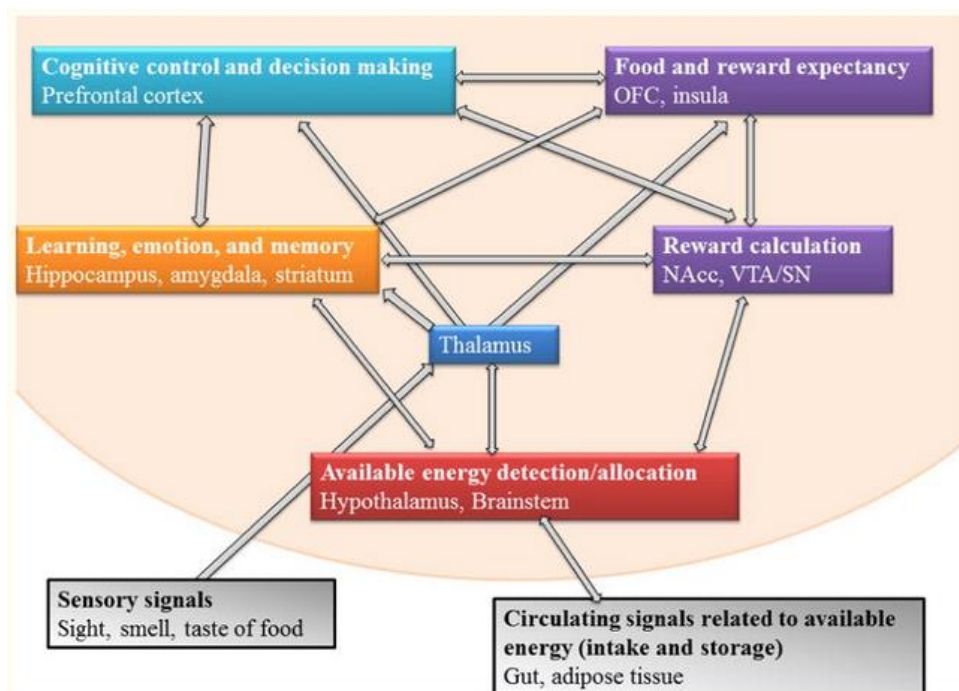 Cognitive control and decision making
Prefrontal cortex
Food and reward expectancy
OFC, insula
Learning, emotion, and memory
Hippocampus, amygdala, striatum
Reward calculation
NAcc, VTA/SN
Thalamus
Available energy detection/allocation
Hypothalamus, Brainstem
Sensory signals
Sight, smell, taste of food
Circulating signals related to available
energy (intake and storage)
Gut, adipose tissue